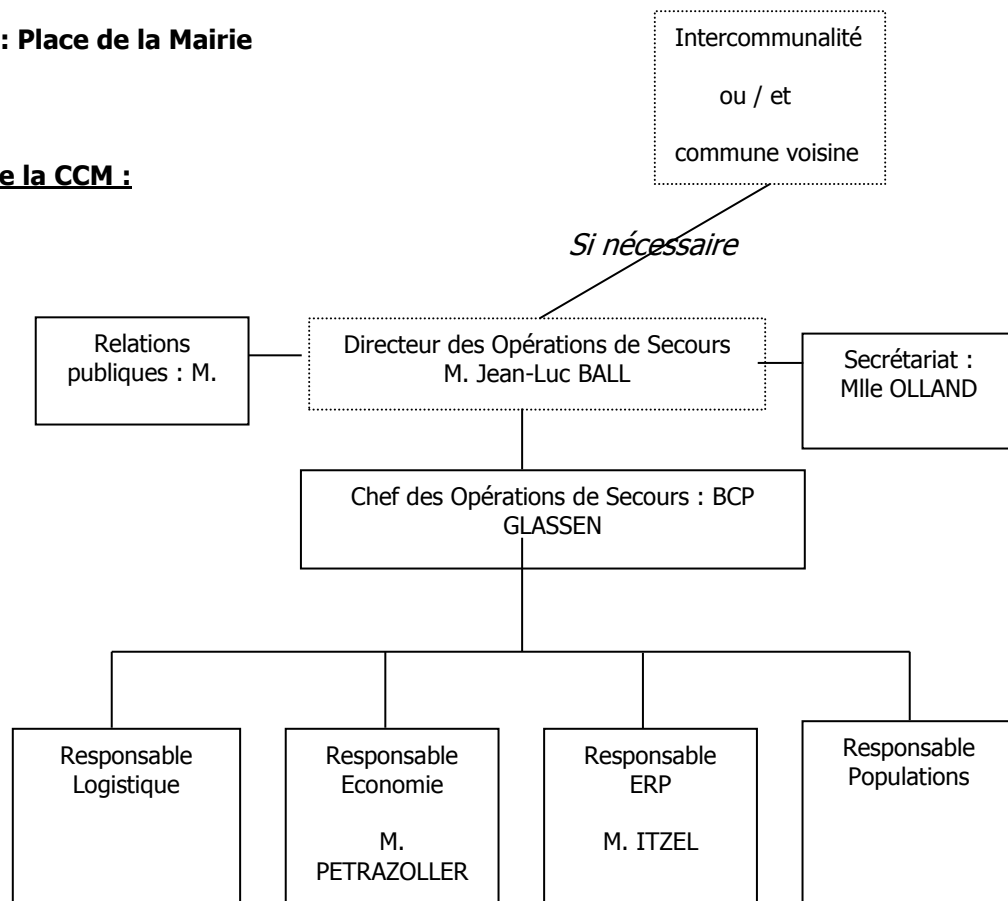 : Place de la Mairie
Intercommunalité
ou / et
commune voisine
e la CCM :
Si nécessaire
Relations
publiques : M.
Directeur des Opérations de Secours
M. Jean-Luc BALL
Secrétariat :
Mlle OLLAND
Chef des Opérations de Secours : BCP
GLASSEN
Responsable
Logistique
Responsable
Economie
M.
PETRAZOLLER
Responsable
ERP
M. ITZEL
Responsable
Populations